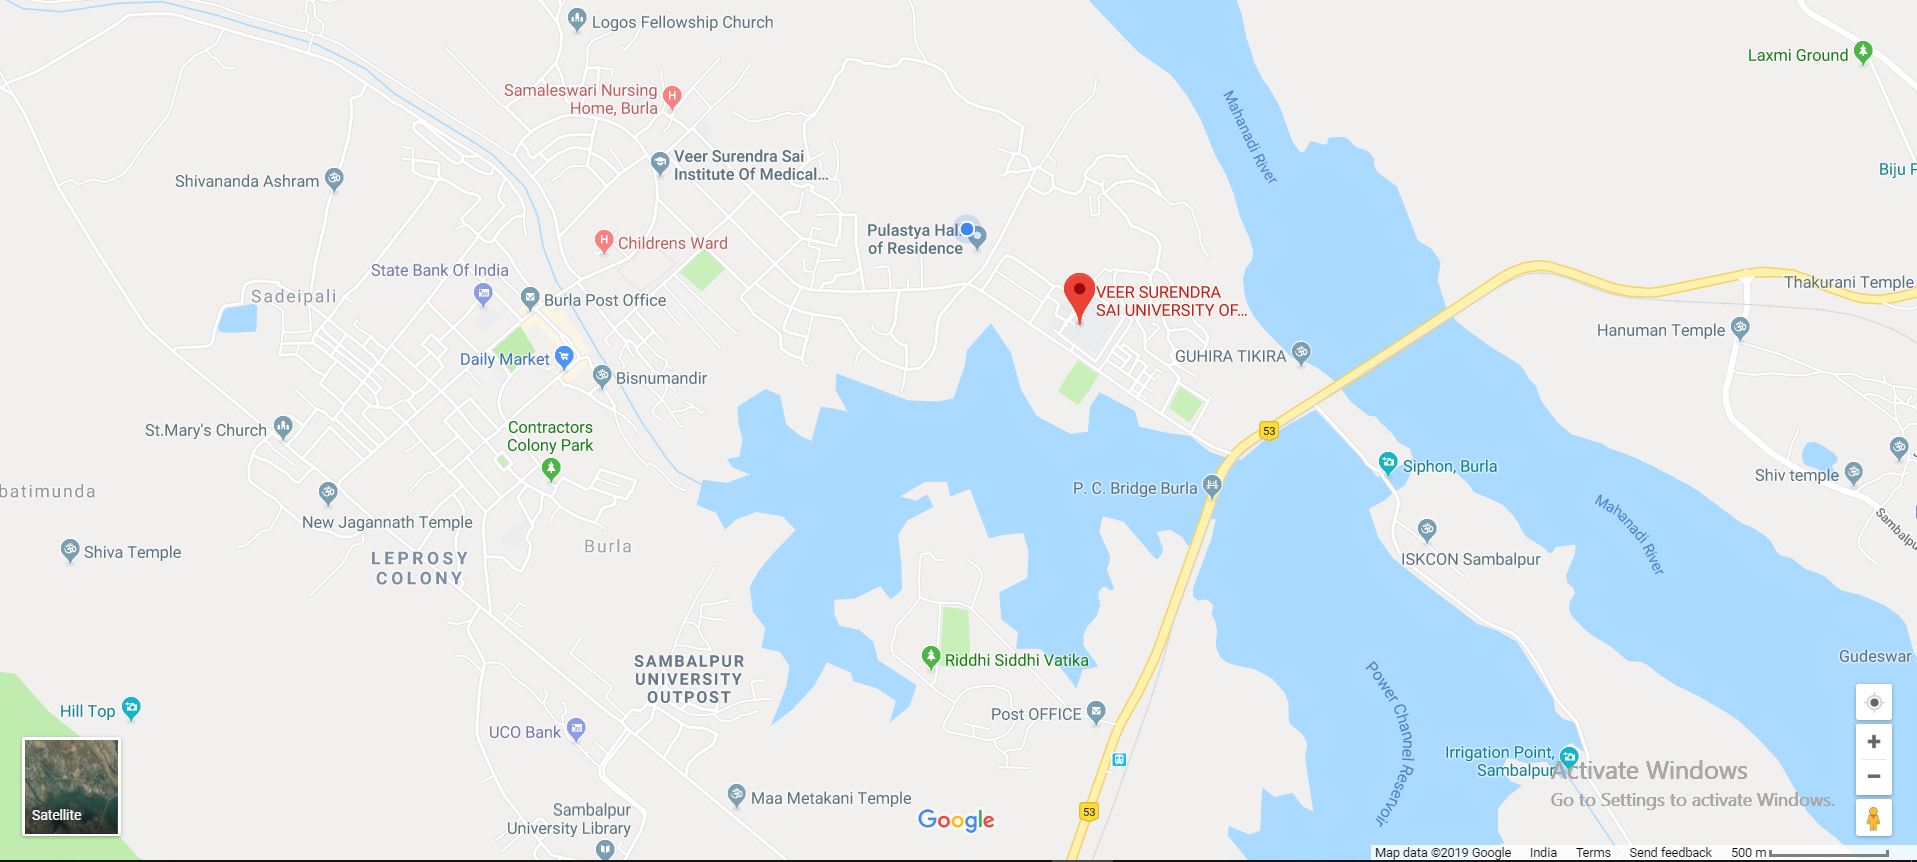 Logos Fellowship Church
Laxmi Ground
Samaleswari Nursing
Home, Burla
H
Mahanadi River
Veer Surendra Sai
Institute Of Medical...
Shivananda Ashram
Biju P
Pulastya Hall
of Residence
H
Childrens Ward
State Bank Of India
Sadeipali
Burla Post Office
VEER SURENDRA
SAI UNIVERSITY OF...
Thakurani Temple
Hanuman Temple
Daily Market
GUHIRA TIKIRA
Bisnumandir
St.Mary's Church
Contractors
Colony Park
53
Siphon, Burla
Shiv temple
batimunda
P. C. Bridge Burla
Mahanadi River
Sambalpu
New Jagannath Temple
Shiva Temple
LEPROSY
COLONY
Burla
ISKCON Sambalpur
SAMBALPUR
UNIVERSITY
OUTPOST
Riddhi Siddhi Vatika
Gudeswar
Power Channel Reservoir
Hill Top
Post OFFICE
UCO Bank
Irrigation Point,
Sambalpur
Activate Windows
Go to Settings to activate Windows.
Satellite
Maa Metakani Temple
Sambalpur
University Library
Google
53
Map data ©2019 Google India Terms Send feedback 500 m